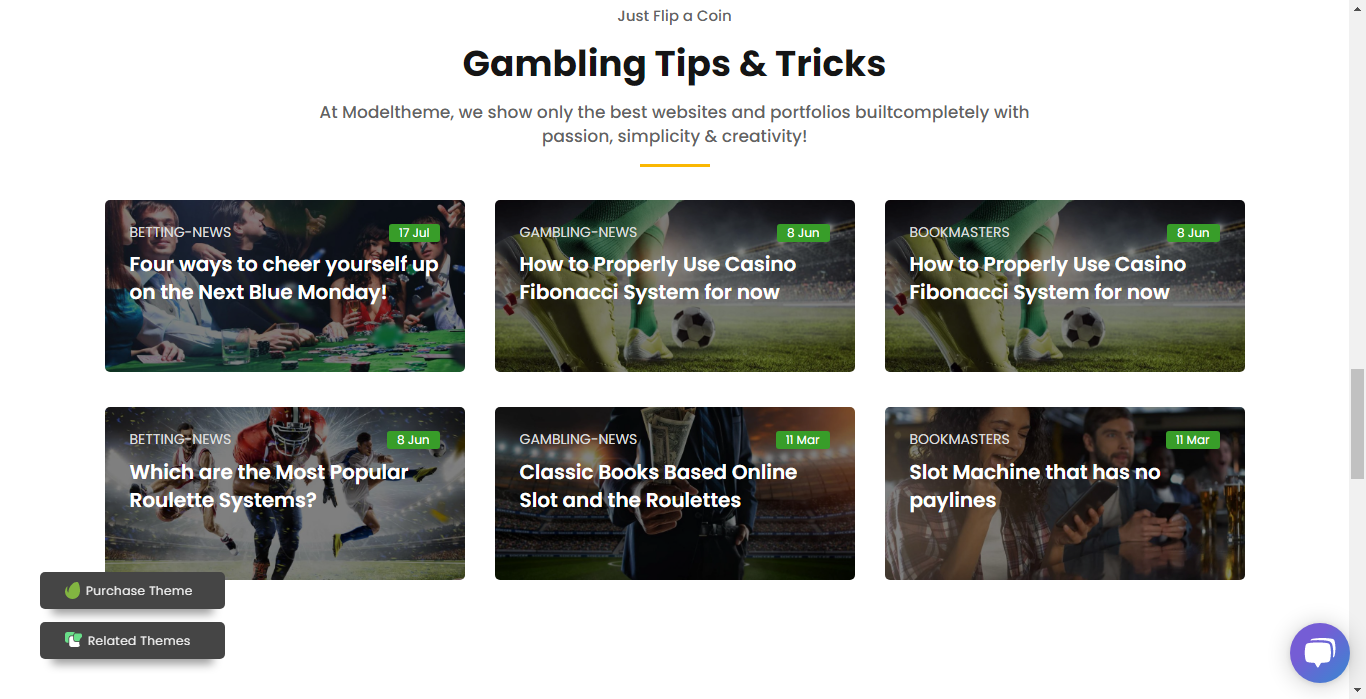 Just Flip a Coin
Gambling Tips & Tricks
At Modeltheme, we show only the best websites and portfolios builtcompletely with
passion, simplicity & creativity!
BETTING-NEWS
17 Jul
Four ways to cheer yourself up
on the Next Blue Monday!
GAMBLING-NEWS
8 Jun
How to Properly Use Casino
Fibonacci System for now
BOOKMASTERS
8 Jun
How to Properly Use Casino
Fibonacci System for now
BETTING-NEWS
8 Jun
Which are the Most Popular
Roulette Systems?
GAMBLING-NEWS
11 Mar
Classic Books Based Online
Slot and the Roulettes
BOOKMASTERS
11 Mar
Slot Machine that has no
paylines
Purchase Theme
Related Themes